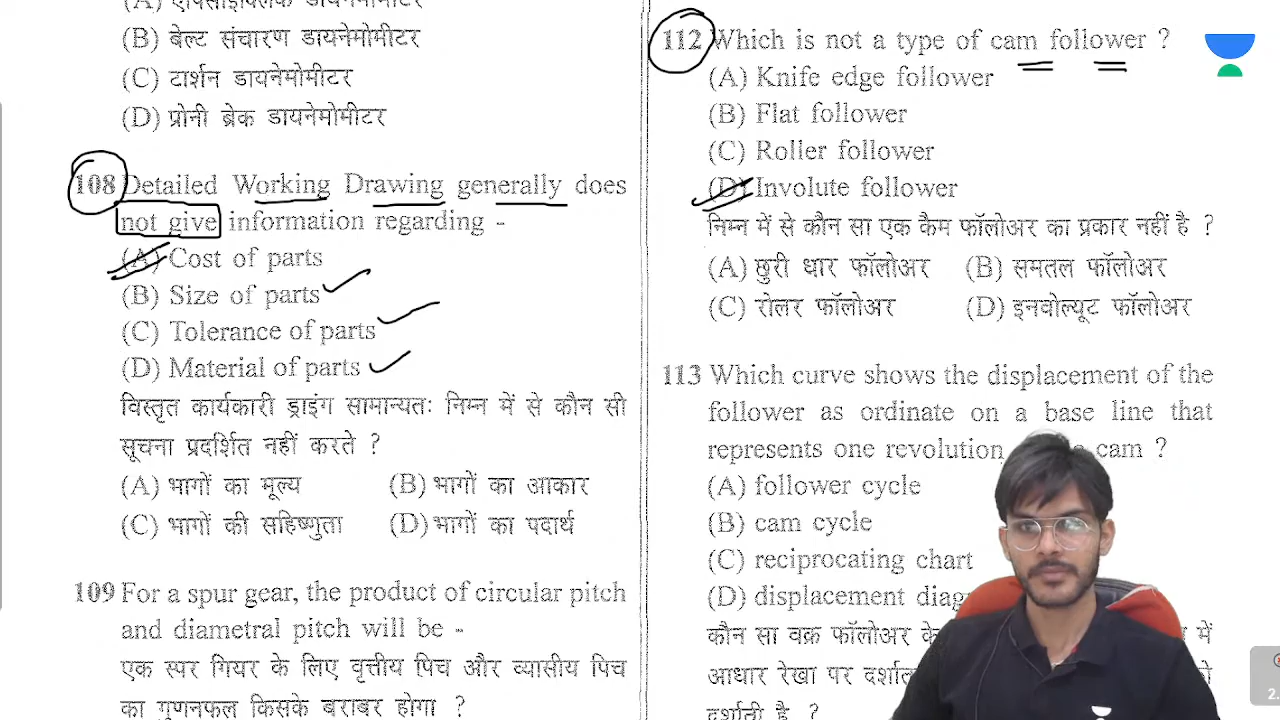 (A) एपिसाइक्लिक डायनेमोमीटर
(B) बेल्ट संचारण डायनेमोमीटर
(C) टार्शन डायनेमोमीटर
(D) प्रोनी ब्रेक डायनेमोमीटर
108 Detailed Working Drawing generally does
not give information regarding -
(A) Cost of parts
(B) Size of parts
(C) Tolerance of parts
(D) Material of parts
विस्तृत कार्यकारी ड्राइंग सामान्यतः निम्न में से कौन सी
सूचना प्रदर्शित नहीं करते ?
(A) भागों का मूल्य (B) भागों का आकार
(C) भागों की सहिष्णुता (D) भागों का पदार्थ
109 For a spur gear, the product of circular pitch
and diametral pitch will be -
एक स्पर गियर के लिए वृत्तीय पिच और व्यासीय पिच
का गुणनफल किसके बराबर होगा ?
112 Which is not a type of cam follower ?
(A) Knife edge follower
(B) Flat follower
(C) Roller follower
(D) Involute follower
निम्न में से कौन सा एक कैम फॉलोअर का प्रकार नहीं है ?
(A) छुरी धार फॉलोअर (B) समतल फॉलोअर
(C) रोलर फॉलोअर (D) इनवोल्यूट फॉलोअर
113 Which curve shows the displacement of the
follower as ordinate on a base line that
represents one revolution cam ?
(A) follower cycle
(B) cam cycle
(C) reciprocating chart
(D) displacement
कौन सा वक्र फॉलोअर के में
आधार रेखा पर
दर्शाती है ?
2.